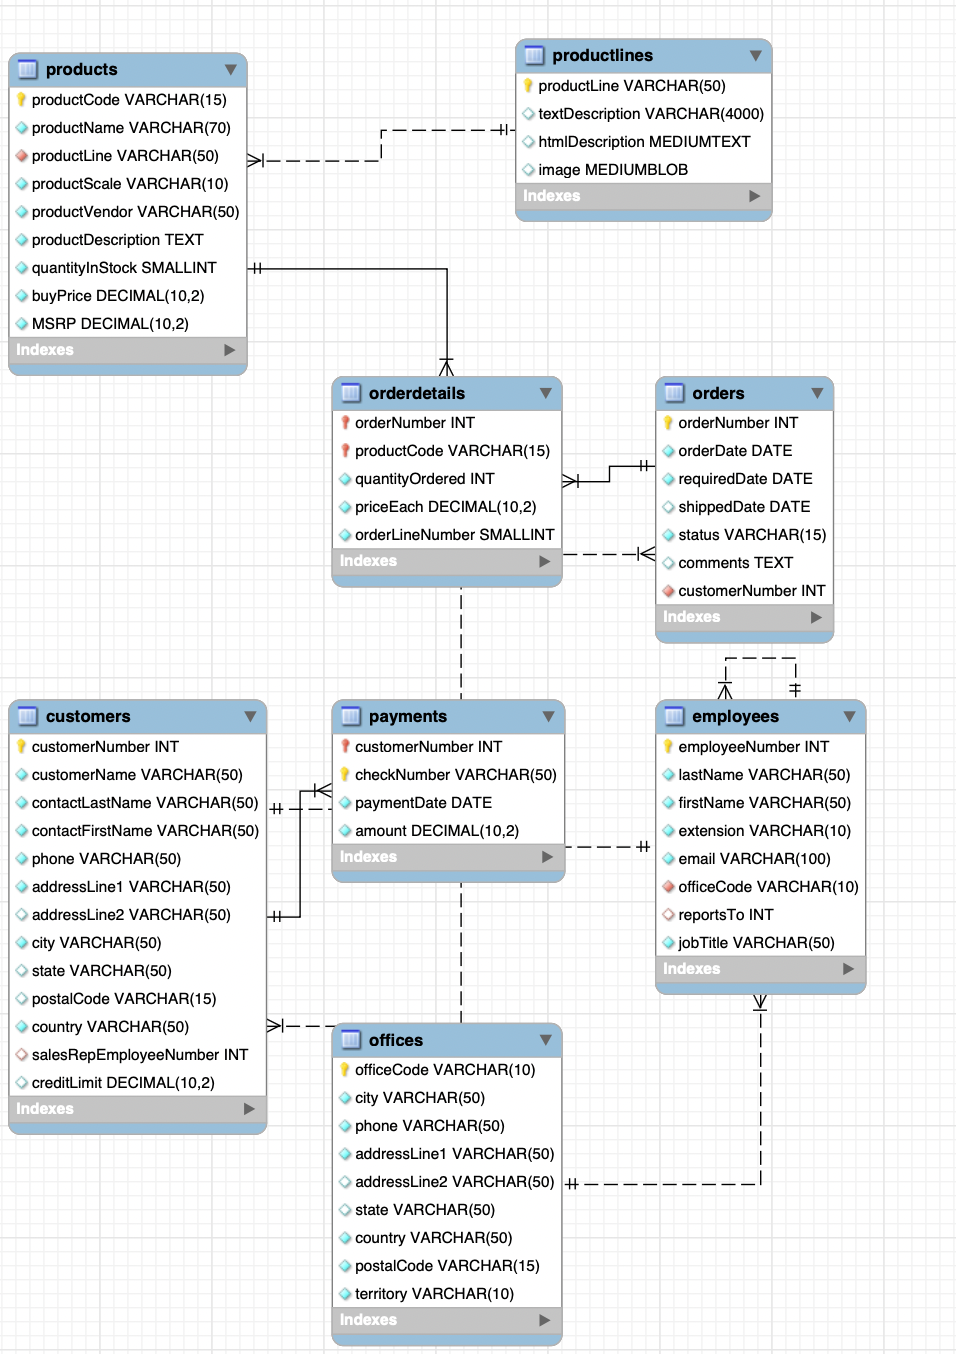 products
productCode VARCHAR(15)
productName VARCHAR(70)
productLine VARCHAR(50)
productScale VARCHAR(10)
productVendor VARCHAR(50)
productDescription TEXT
quantityInStock SMALLINT
buyPrice DECIMAL(10,2)
MSRP DECIMAL(10,2)
Indexes
productlines
productLine VARCHAR(50)
textDescription VARCHAR(4000)
htmlDescription MEDIUMTEXT
image MEDIUMBLOB
Indexes
orderdetails
orderNumber INT
productCode VARCHAR(15)
quantityOrdered INT
priceEach DECIMAL(10,2)
orderLineNumber SMALLINT
Indexes
orders
orderNumber INT
orderDate DATE
requiredDate DATE
shippedDate DATE
status VARCHAR(15)
comments TEXT
customerNumber INT
Indexes
customers
customerNumber INT
customerName VARCHAR(50)
contactLastName VARCHAR(50)
contactFirstName VARCHAR(50)
phone VARCHAR(50)
addressLine1 VARCHAR(50)
addressLine2 VARCHAR(50)
city VARCHAR(50)
state VARCHAR(50)
postalCode VARCHAR(15)
country VARCHAR(50)
salesRepEmployeeNumber INT
creditLimit DECIMAL(10,2)
Indexes
payments
customerNumber INT
checkNumber VARCHAR(50)
paymentDate DATE
amount DECIMAL(10,2)
Indexes
employees
employeeNumber INT
lastName VARCHAR(50)
firstName VARCHAR(50)
extension VARCHAR(10)
email VARCHAR(100)
officeCode VARCHAR(10)
reportsTo INT
jobTitle VARCHAR(50)
Indexes
offices
officeCode VARCHAR(10)
city VARCHAR(50)
phone VARCHAR(50)
addressLine1 VARCHAR(50)
addressLine2 VARCHAR(50)
state VARCHAR(50)
country VARCHAR(50)
postalCode VARCHAR(15)
territory VARCHAR(10)
Indexes